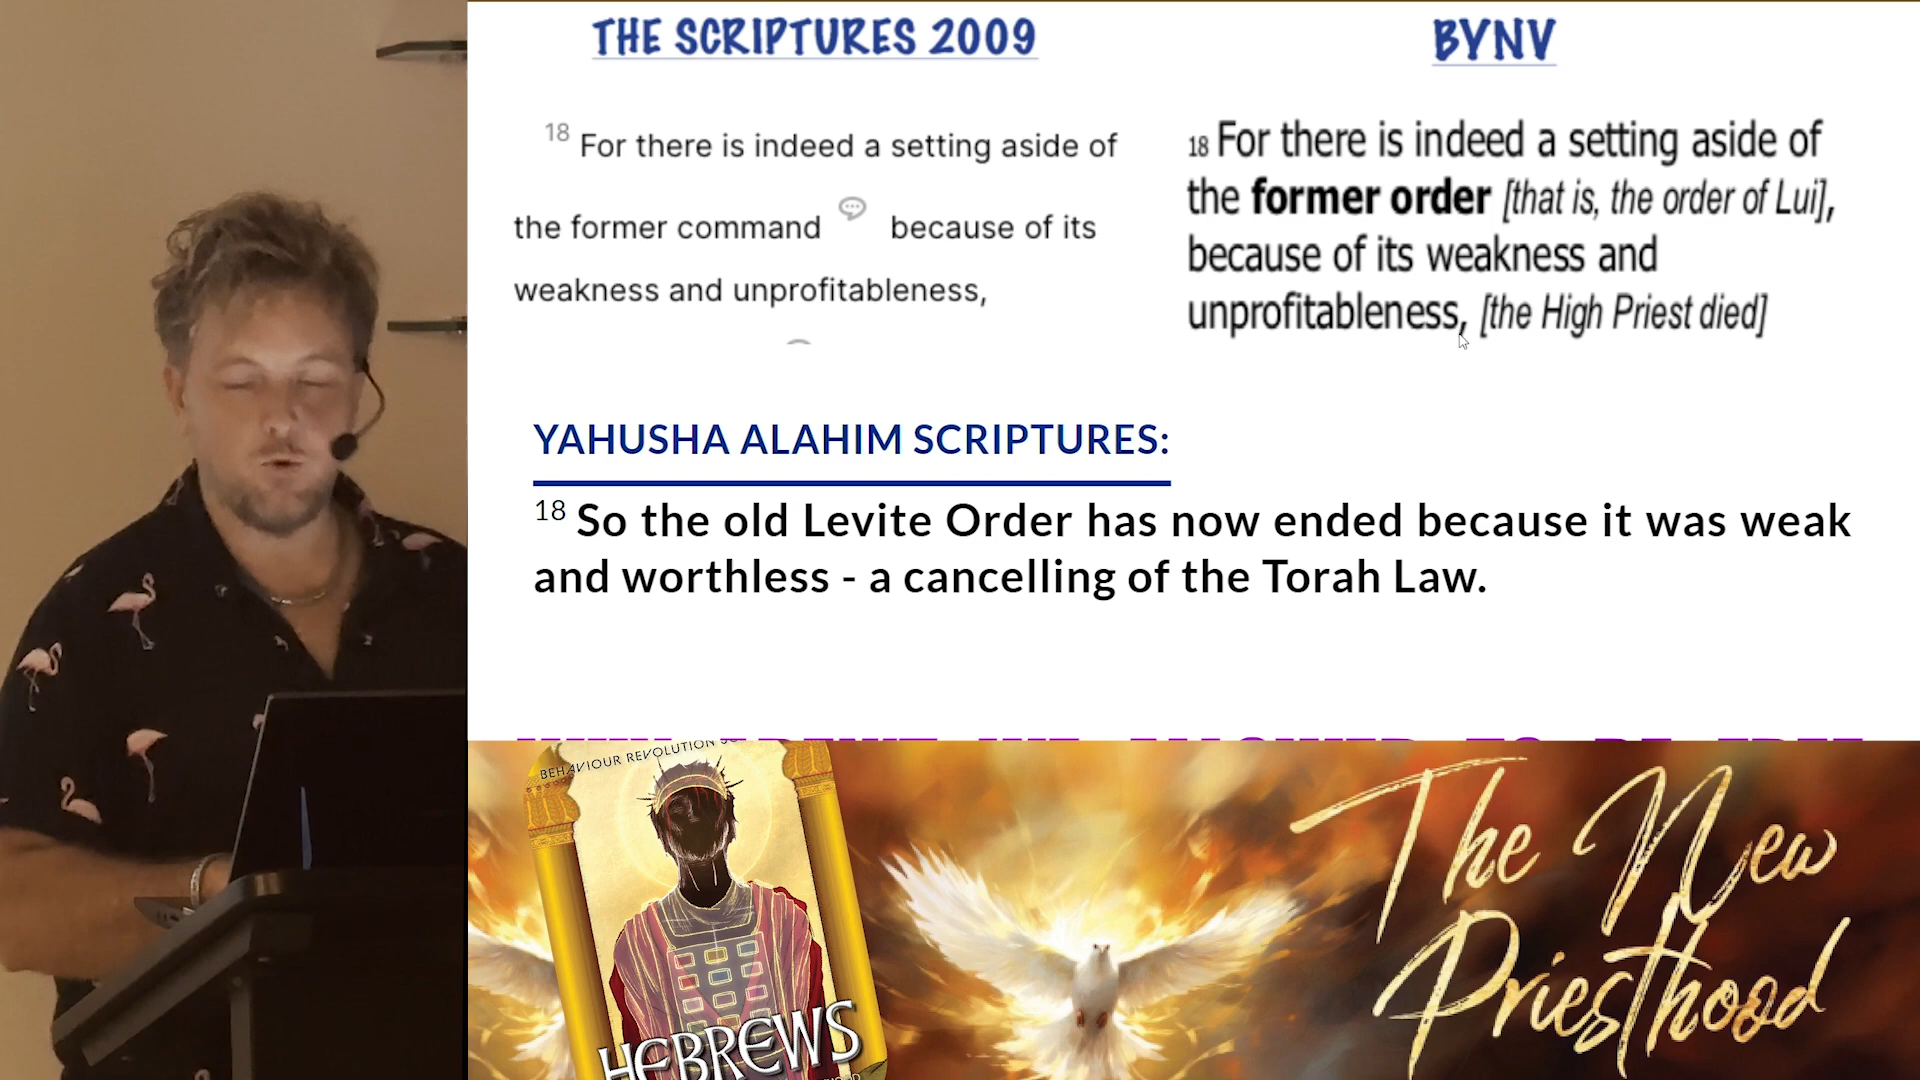 THE SCRIPTURES 2009
18 For there is indeed a setting aside of
the former command because of its
weakness and unprofitableness,
BYNV
18 For there is indeed a setting aside of
the former order [that is, the order of Lui],
because of its weakness and
unprofitableness, [the High Priest died]
YAHUSHA ALAHIM SCRIPTURES:
18 So the old Levite Order has now ended because it was weak
and worthless - a cancelling of the Torah Law.
BEHAVIOUR REVOLUTION
HEBREWS
The New
Priesthood